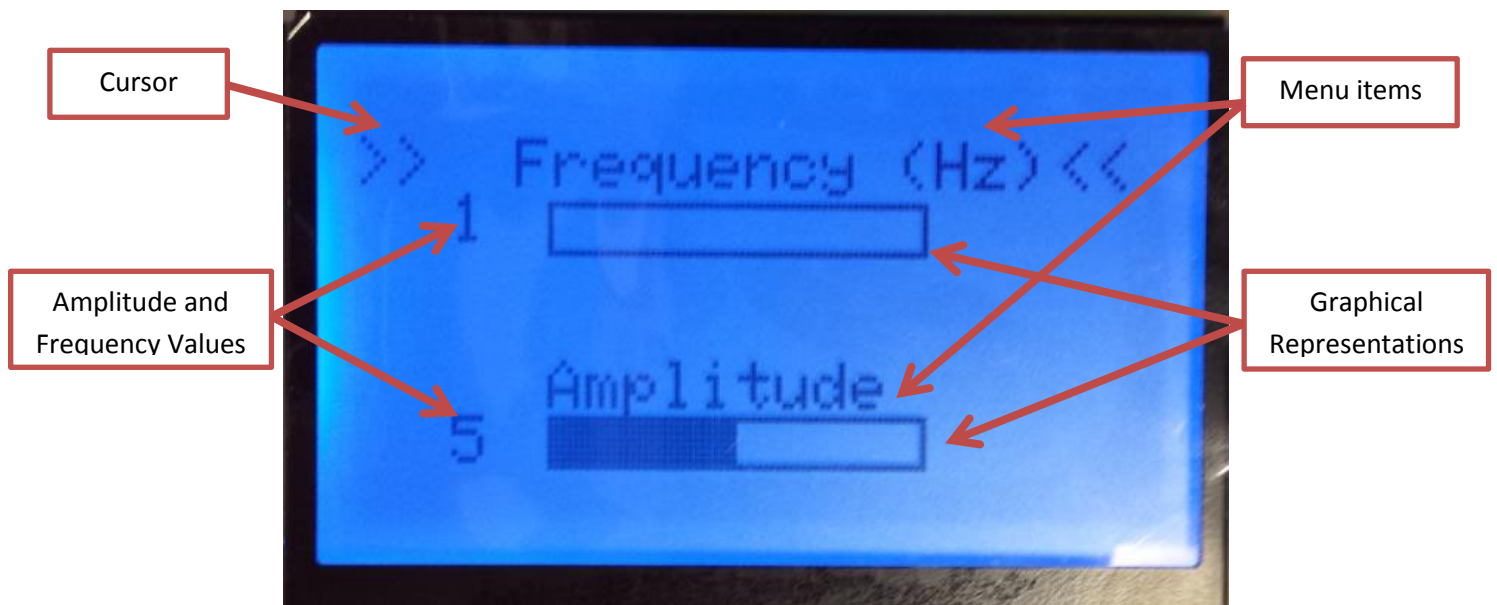 Cursor
Menu items
>> Frequency (Hz) <<
1
Amplitude and
Frequency Values
Graphical
Representations
Amplitude
5